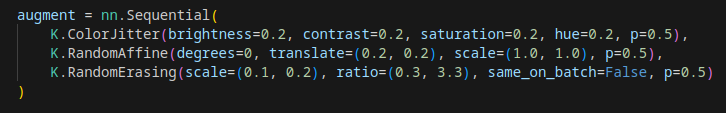 augment = nn.Sequential(
    K.ColorJitter(brightness=0.2, contrast=0.2, saturation=0.2, hue=0.2, p=0.5),
    K.RandomAffine(degrees=0, translate=(0.2, 0.2), scale=(1.0, 1.0), p=0.5),
    K.RandomErasing(scale=(0.1, 0.2), ratio=(0.3, 3.3), same_on_batch=False, p=0.5)
)